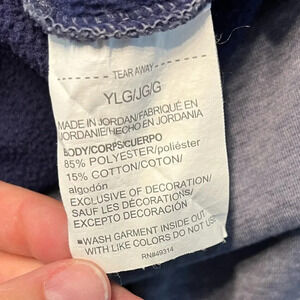 TEAR AWAY
YLG/JG/G
MADE IN JORDAN/FABRIQUÉ EN
JORDANIE/HECHO EN JORDANIA
BODY/CORPS/CUERPO
85% POLYESTER/poliéster
15% COTTON/COTON/
algodón
EXCLUSIVE OF DECORATION/
SAUF LES DÉCORATIONS/
EXCEPTO DECORACIÓN
■WASH GARMENT INSIDE OUT
WITH LIKE COLORS DO NOT US
RN#49314